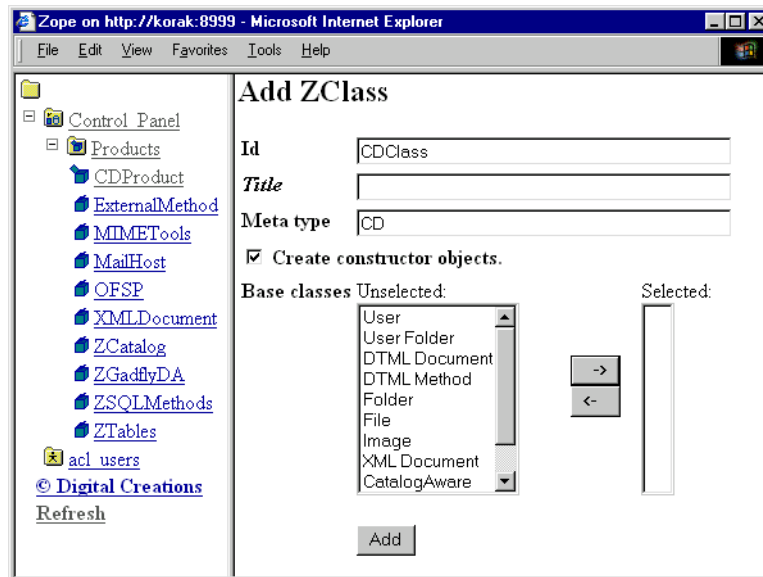 Zope on http://korak:8999 - Microsoft Internet Explorer
File Edit View Favorites Tools Help
Control_Panel
Products
CDProduct
ExternalMethod
MIMETools
MailHost
OFSP
XMLDocument
ZCatalog
ZGadflyDA
ZSQLMethods
ZTables
acl_users
© Digital Creations
Refresh
Add ZClass
Id CDClass
Title
Meta type CD
Create constructor objects.
Base classes Unselected: Selected:
User
User Folder
DTML Document
DTML Method
Folder
File
Image
XML Document
CatalogAware
->
<-
Add